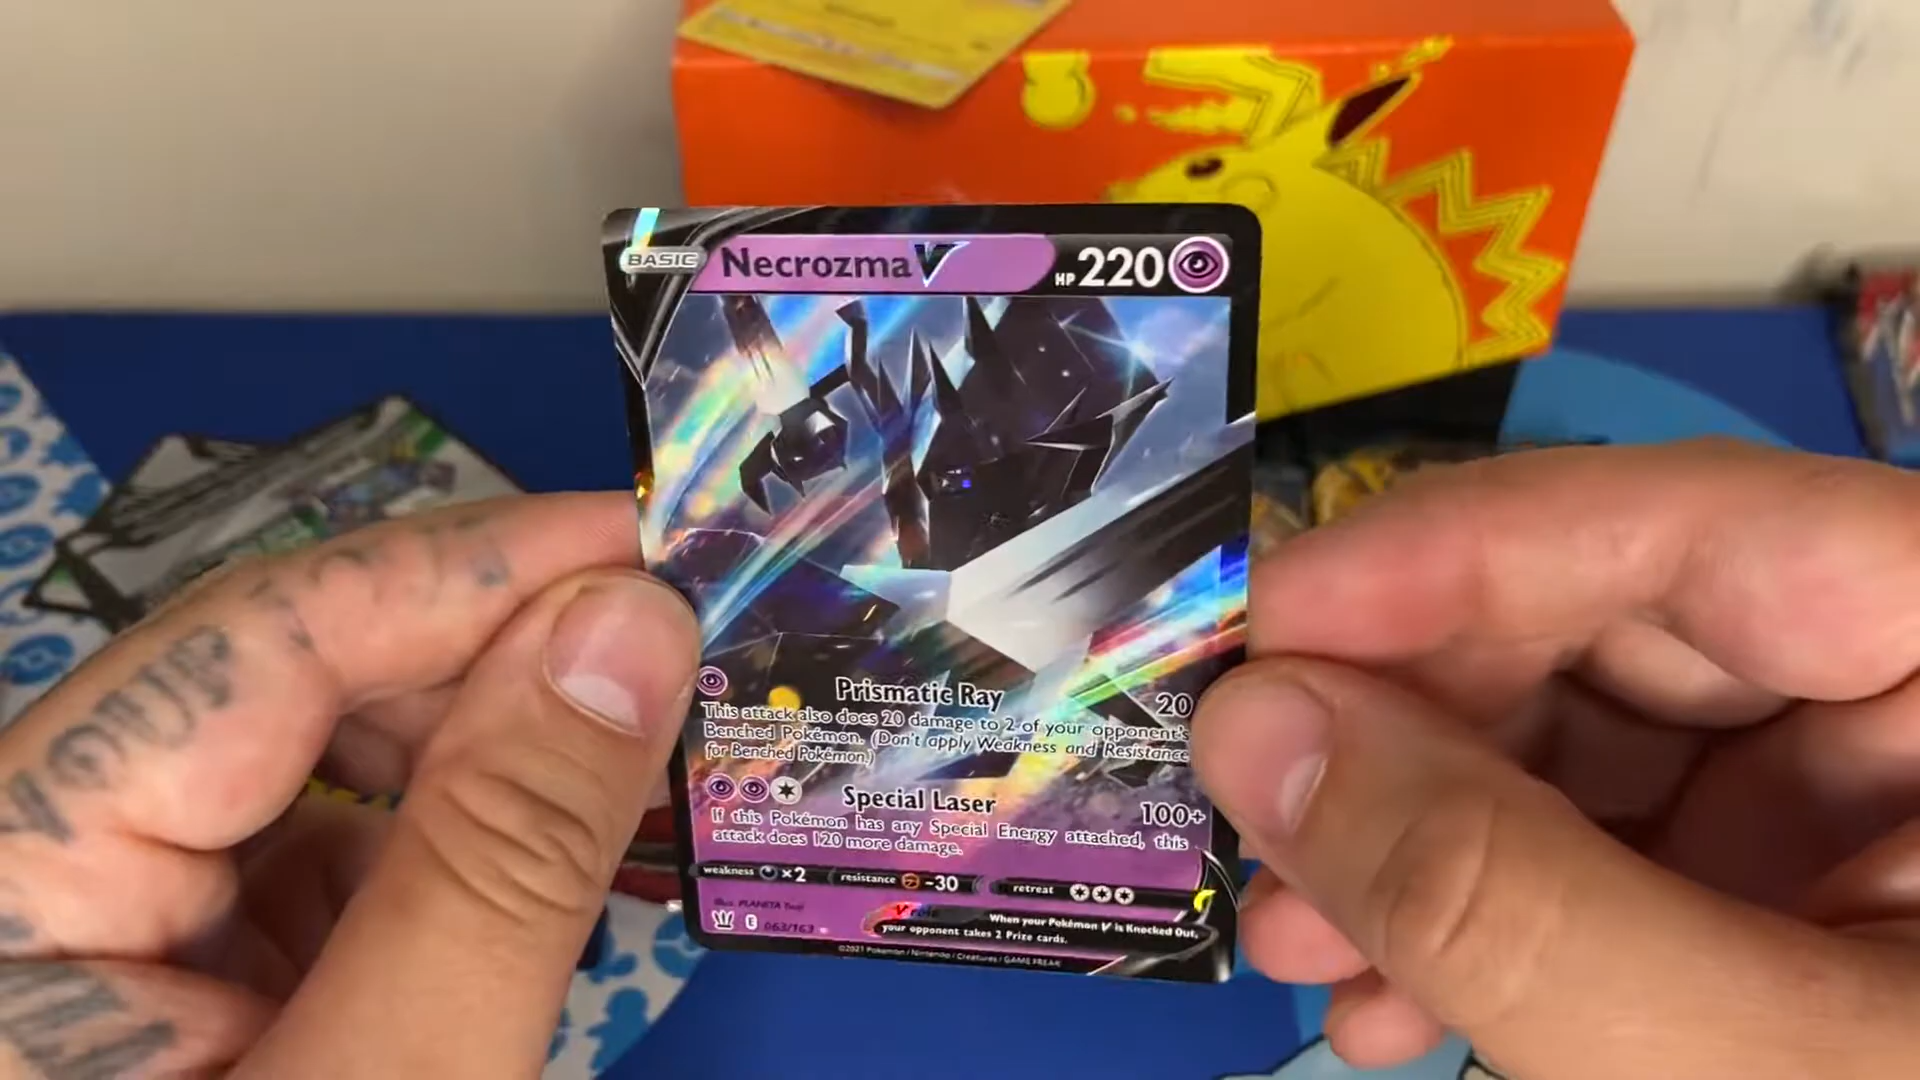 BASIC Necrozma V HP 220
Prismatic Ray 20
This attack also does 20 damage to 2 of your opponent's
Benched Pokémon. (Don't apply Weakness and Resistance
for Benched Pokémon.)
Special Laser 100+
If this Pokémon has any Special Energy attached, this
attack does 120 more damage.
weakness ×2 resistance -30 retreat
Illus. PLANETA Tsuji
E 063/163
V rule When your Pokémon V is Knocked Out,
your opponent takes 2 Prize cards.
©2021 Pokémon / Nintendo / Creatures / GAME FREAK